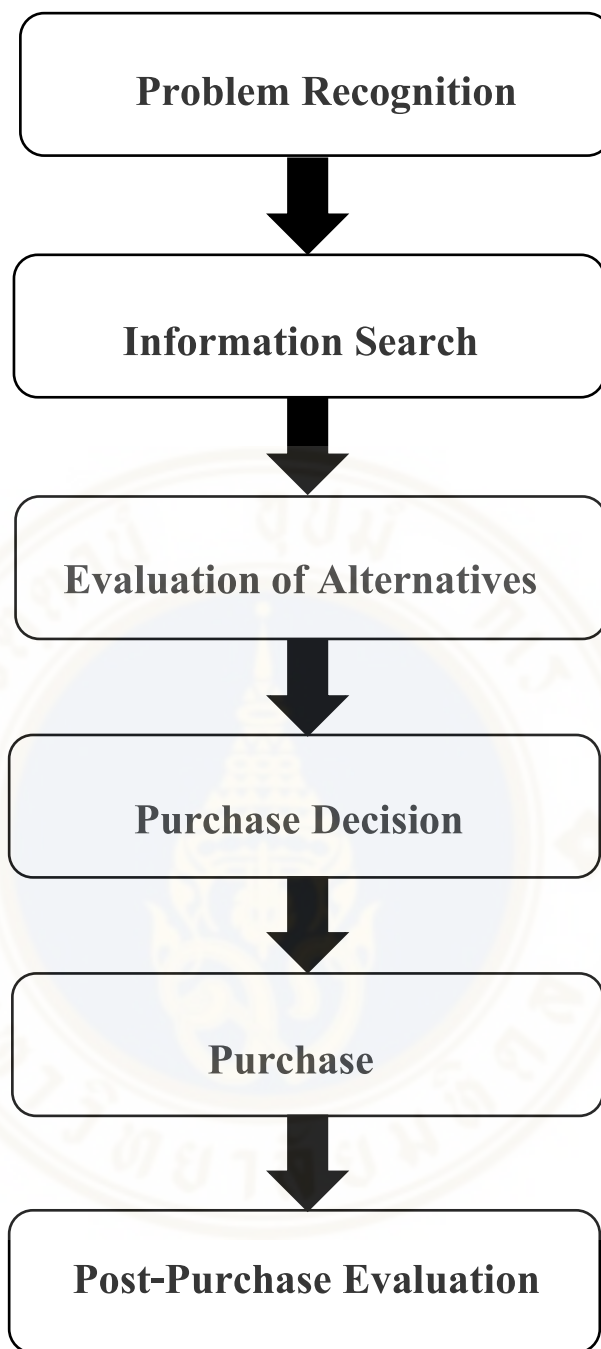 Problem Recognition
Information Search
Evaluation of Alternatives
Purchase Decision
Purchase
Post-Purchase Evaluation